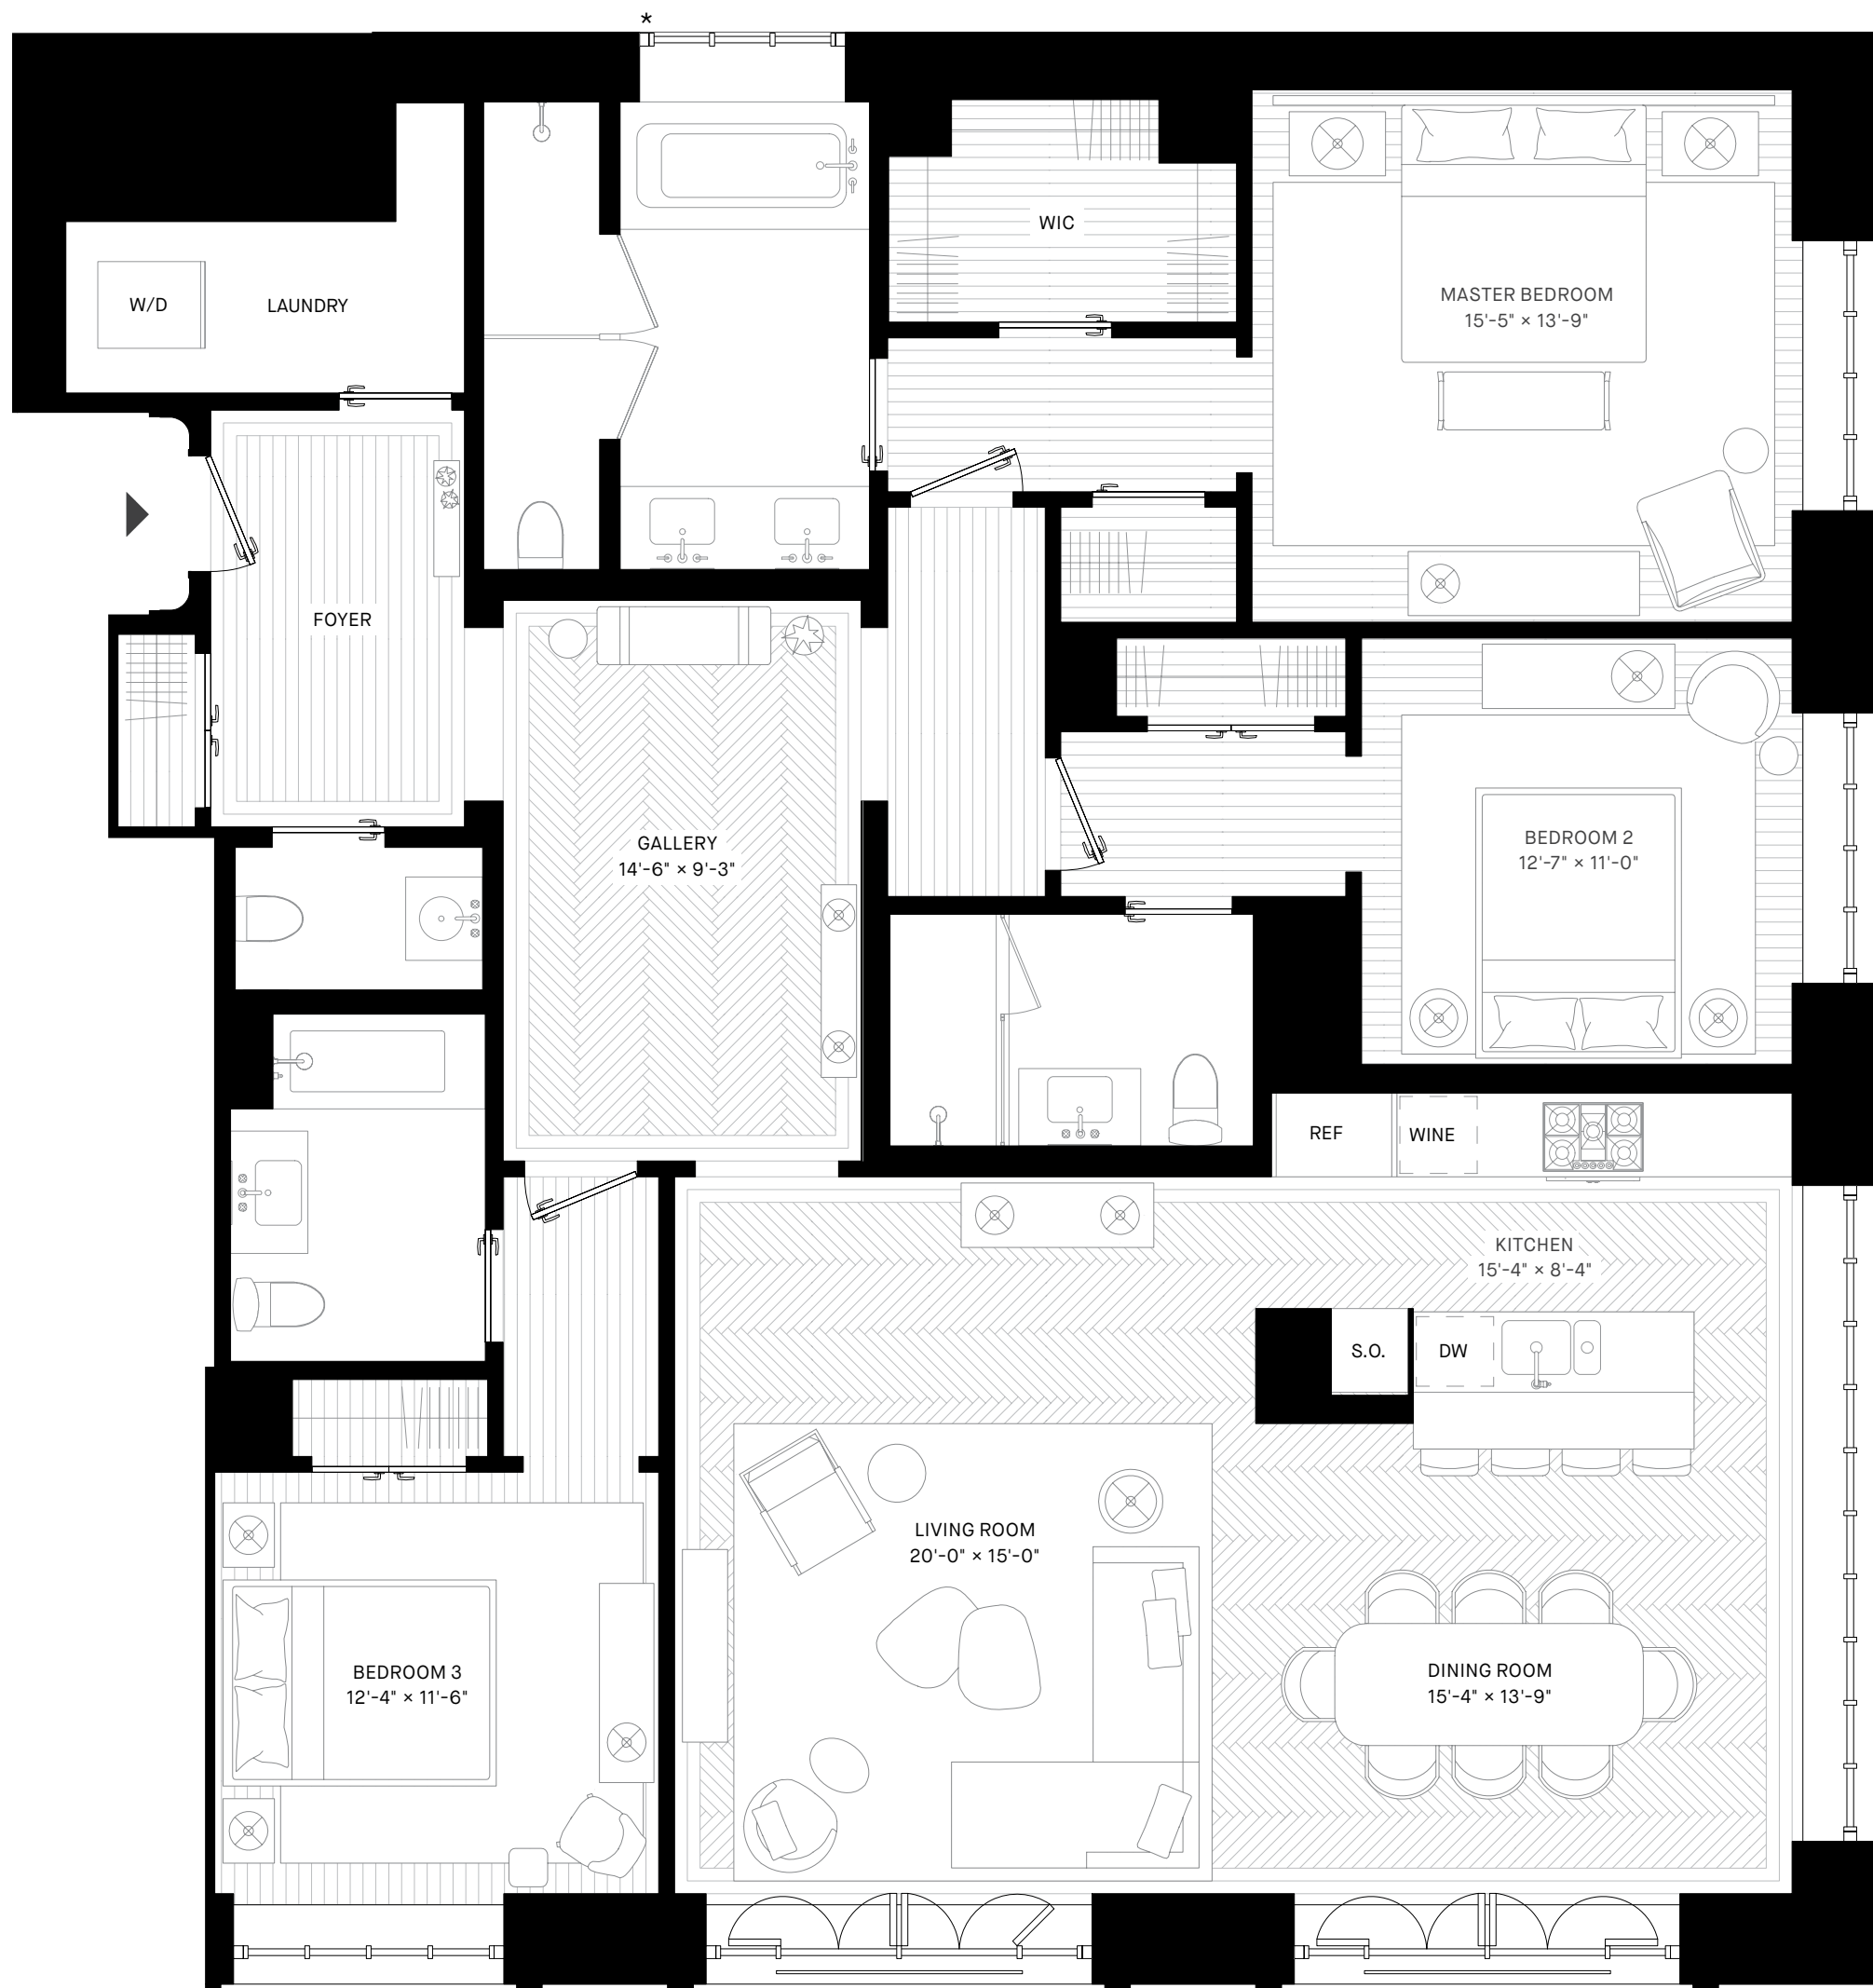 *
W/D
LAUNDRY
WIC
MASTER BEDROOM
15'-5" × 13'-9"
FOYER
GALLERY
14'-6" × 9'-3"
BEDROOM 2
12'-7" × 11'-0"
REF
WINE
KITCHEN
15'-4" × 8'-4"
S.O.
DW
LIVING ROOM
20'-0" × 15'-0"
BEDROOM 3
12'-4" × 11'-6"
DINING ROOM
15'-4" × 13'-9"